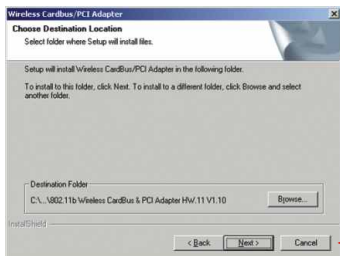 Wireless Cardbus/PCI Adapter
Choose Destination Location
Select folder where Setup will install files.
Setup will install Wireless CardBus/PCI Adapter in the following folder.
To install to this folder, click Next. To install to a different folder, click Browse and select
another folder.
Destination Folder
C:\...\802.11b Wireless CardBus & PCI Adapter HW.11 V1.10
Browse...
InstallShield
< Back
Next >
Cancel